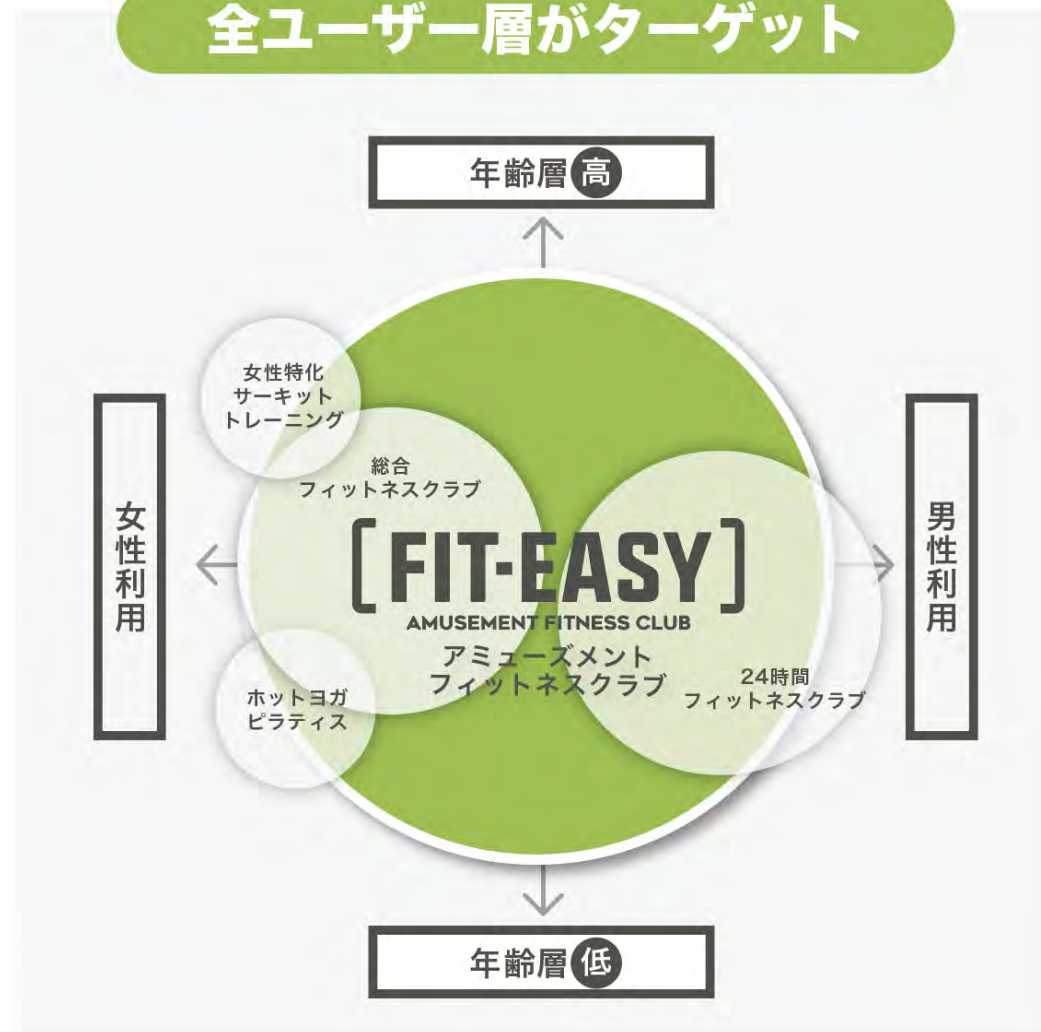 全ユーザー層がターゲット
年齢層高
女性特化
サーキット
トレーニング
総合
フィットネスクラブ
女性利用
男性利用
[FIT-EASY]
AMUSEMENT FITNESS CLUB
アミューズメント
フィットネスクラブ
24時間
フィットネスクラブ
ホットヨガ
ピラティス
年齢層低